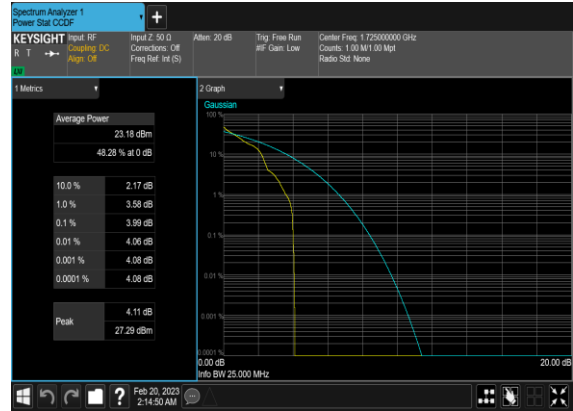 Spectrum Analyzer 1
Power Stat CCDF
KEYSIGHT
R T
LXI
Input: RF
Coupling: DC
Align: Off
Input Z: 50 Ω
Corrections: Off
Freq Ref: Int (S)
Atten: 20 dB
Trig: Free Run
#IF Gain: Low
Center Freq: 1.725000000 GHz
Counts: 1.00 M/1.00 Mpt
Radio Std: None
1 Metrics
Average Power
23.18 dBm
48.28 % at 0 dB
10.0 % 2.17 dB
1.0 % 3.58 dB
0.1 % 3.99 dB
0.01 % 4.06 dB
0.001 % 4.08 dB
0.0001 % 4.08 dB
Peak
4.11 dB
27.29 dBm
2 Graph
Gaussian
100 %
10 %
1 %
0.1 %
0.01 %
0.001 %
0.0001 %
0.00 dB 20.00 dB
Info BW 25.000 MHz
?
Feb 20, 2023
2:14:50 AM